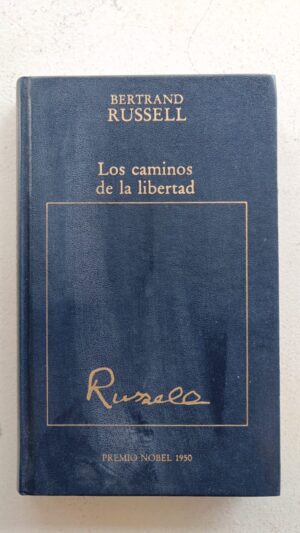 BERTRAND
RUSSELL
Los caminos
de la libertad
Russell
PREMIO NOBEL 1950